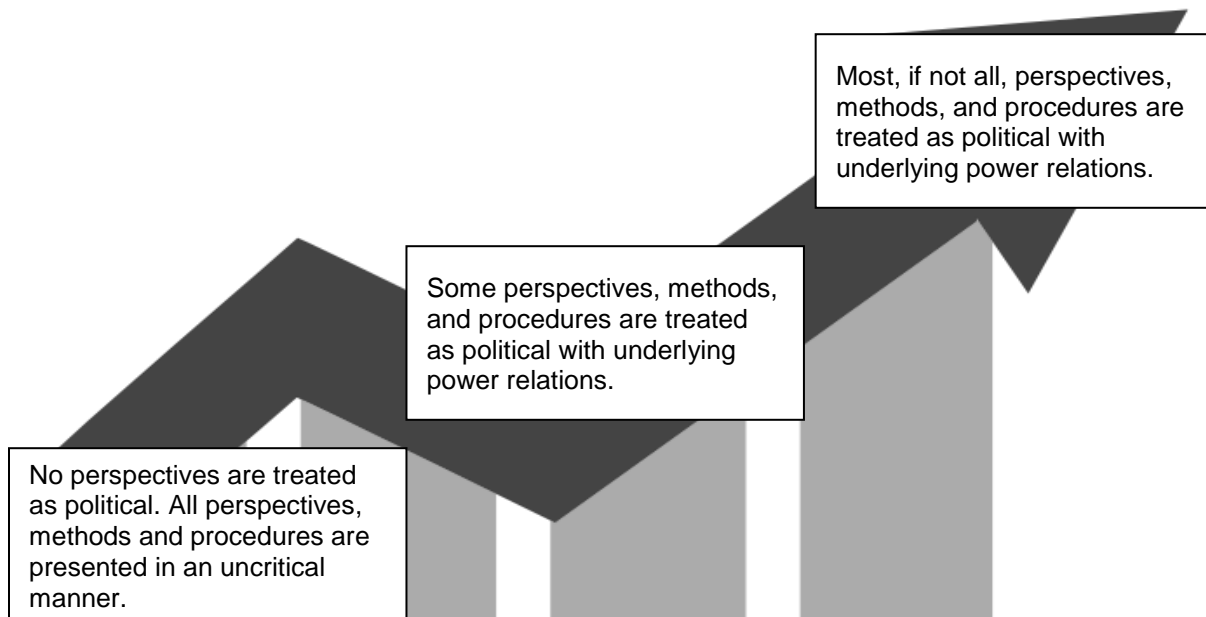 Most, if not all, perspectives,
methods, and procedures are
treated as political with
underlying power relations.
Some perspectives, methods,
and procedures are treated
as political with underlying
power relations.
No perspectives are treated
as political. All perspectives,
methods and procedures are
presented in an uncritical
manner.